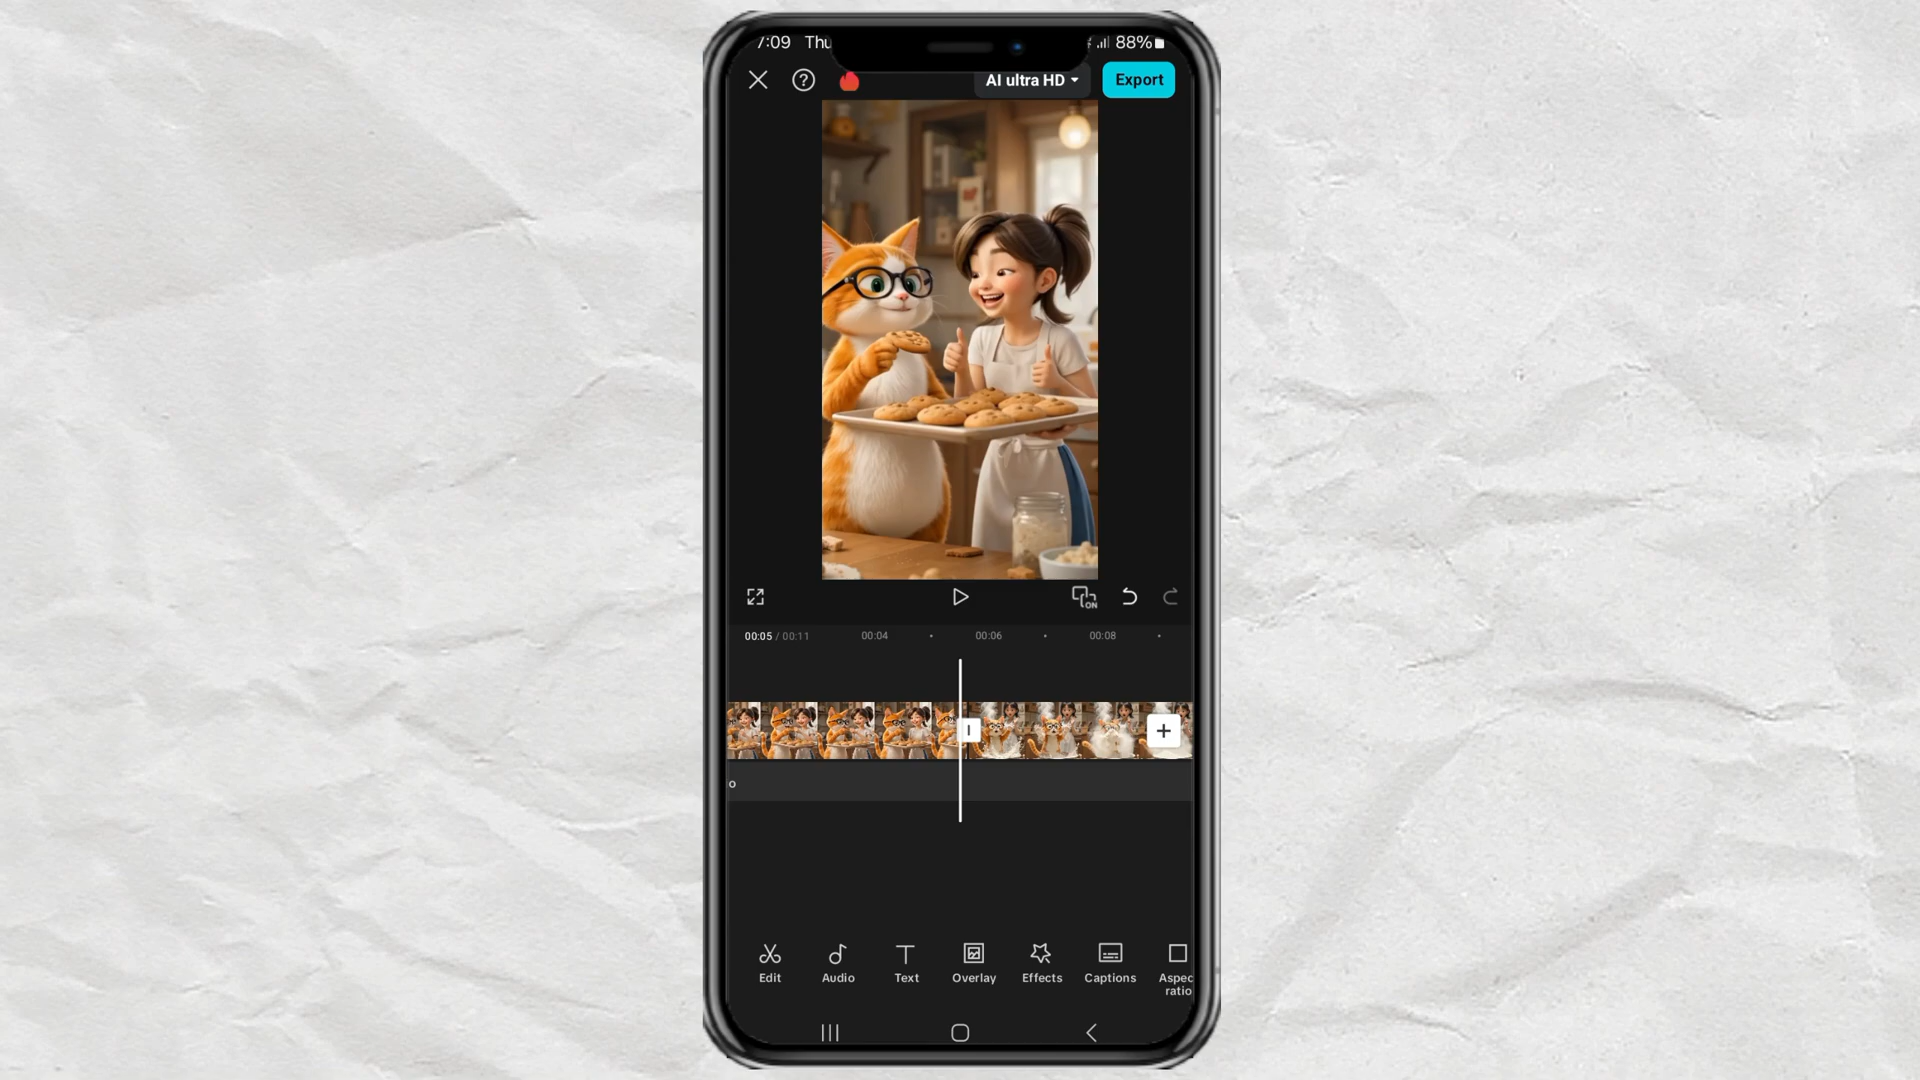 7:09 Thu 88%
AI ultra HD Export
00:05 / 00:11 00:04 00:06 00:08
o
Edit Audio Text Overlay Effects Captions Aspec
ratio
ON